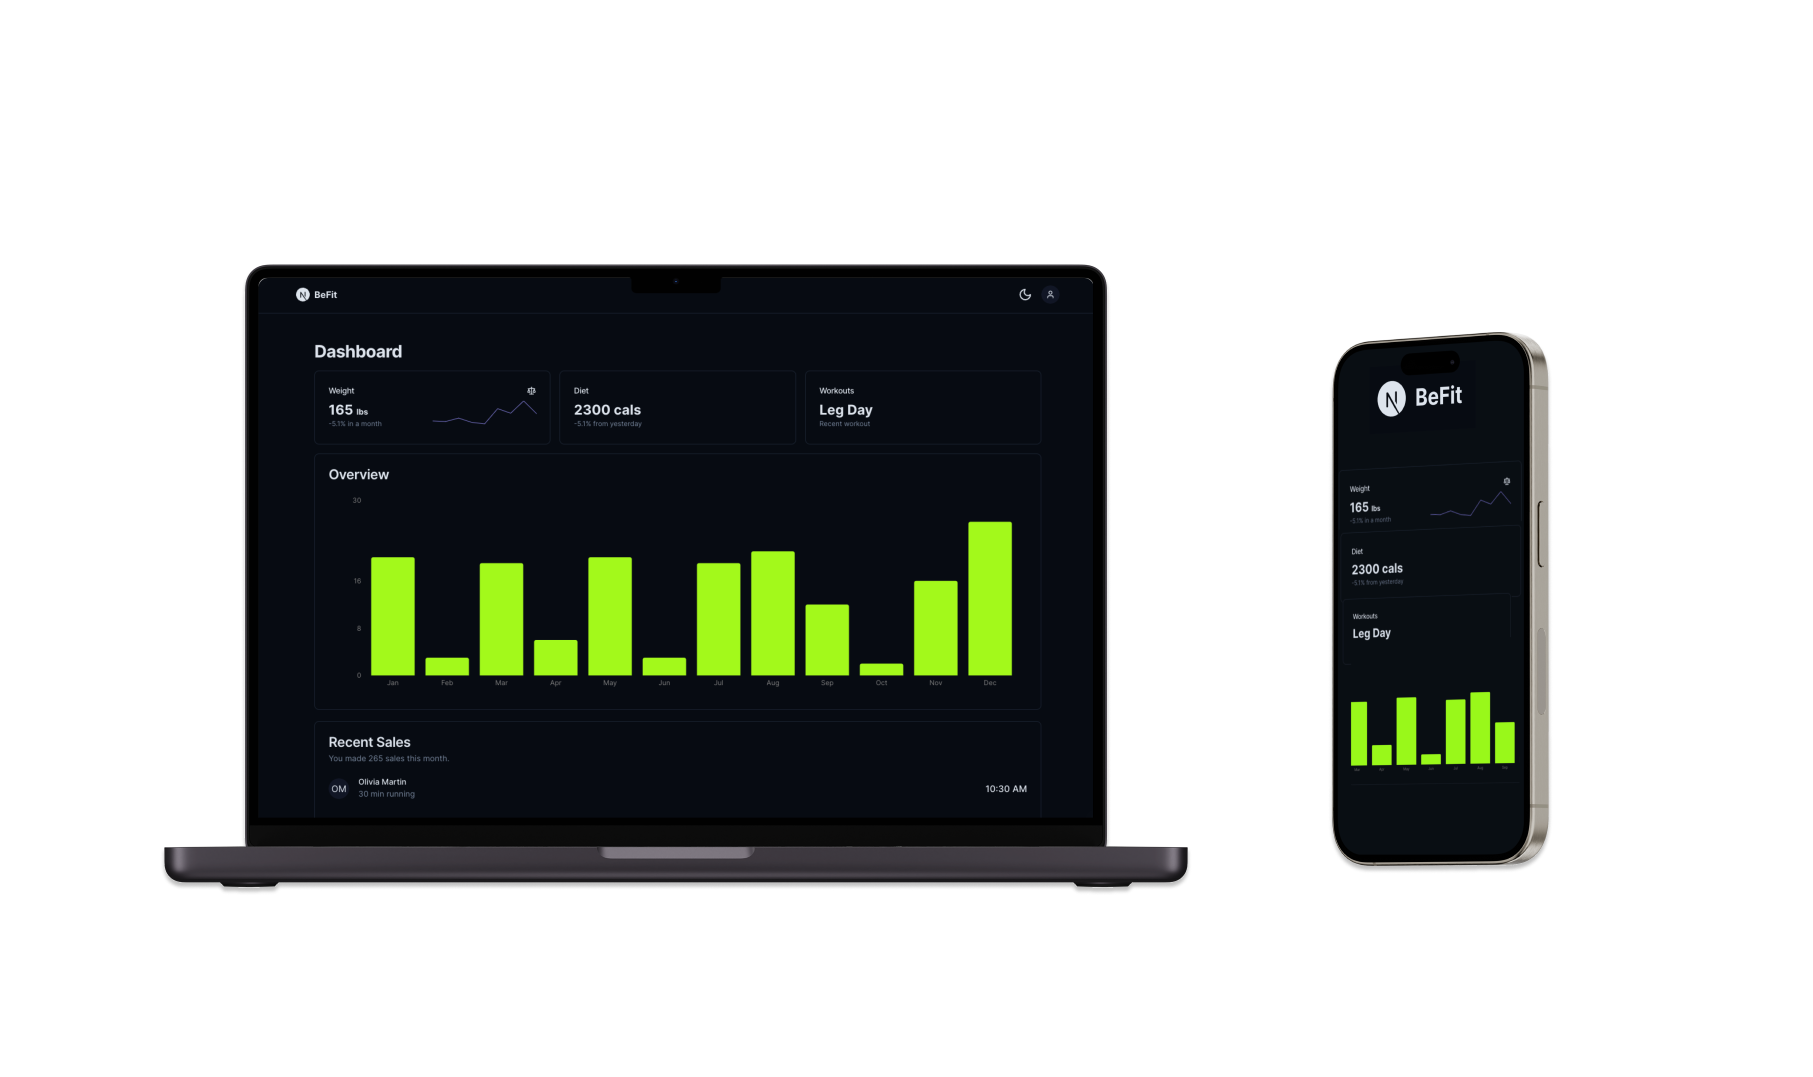 BeFit
Dashboard
Weight
165 lbs
-5.1% in a month
Diet
2300 cals
-5.1% from yesterday
Workouts
Leg Day
Recent workout
Overview
30
16
8
0
Jan Feb Mar Apr May Jun Jul Aug Sep Oct Nov Dec
Recent Sales
You made 265 sales this month.
OM
Olivia Martin
30 min running
10:30 AM
BeFit
Weight
165 lbs
-5.1% in a month
Diet
2300 cals
-5.1% from yesterday
Workouts
Leg Day